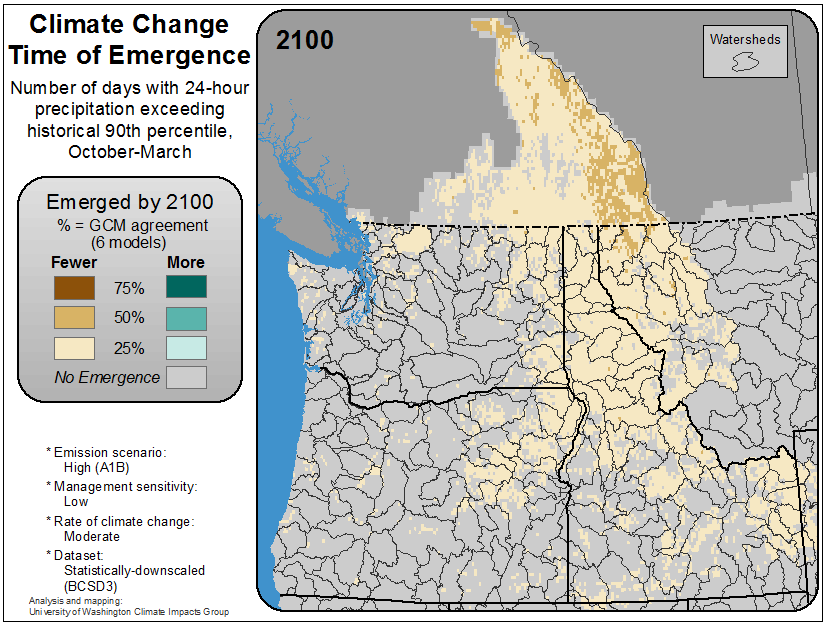 Climate Change
Time of Emergence
Number of days with 24-hour
precipitation exceeding
historical 90th percentile,
October-March
Emerged by 2100
% = GCM agreement
(6 models)
Fewer More
75%
50%
25%
No Emergence
* Emission scenario:
High (A1B)
* Management sensitivity:
Low
* Rate of climate change:
Moderate
* Dataset:
Statistically-downscaled
(BCSD3)
Analysis and mapping:
University of Washington Climate Impacts Group
2100
Watersheds